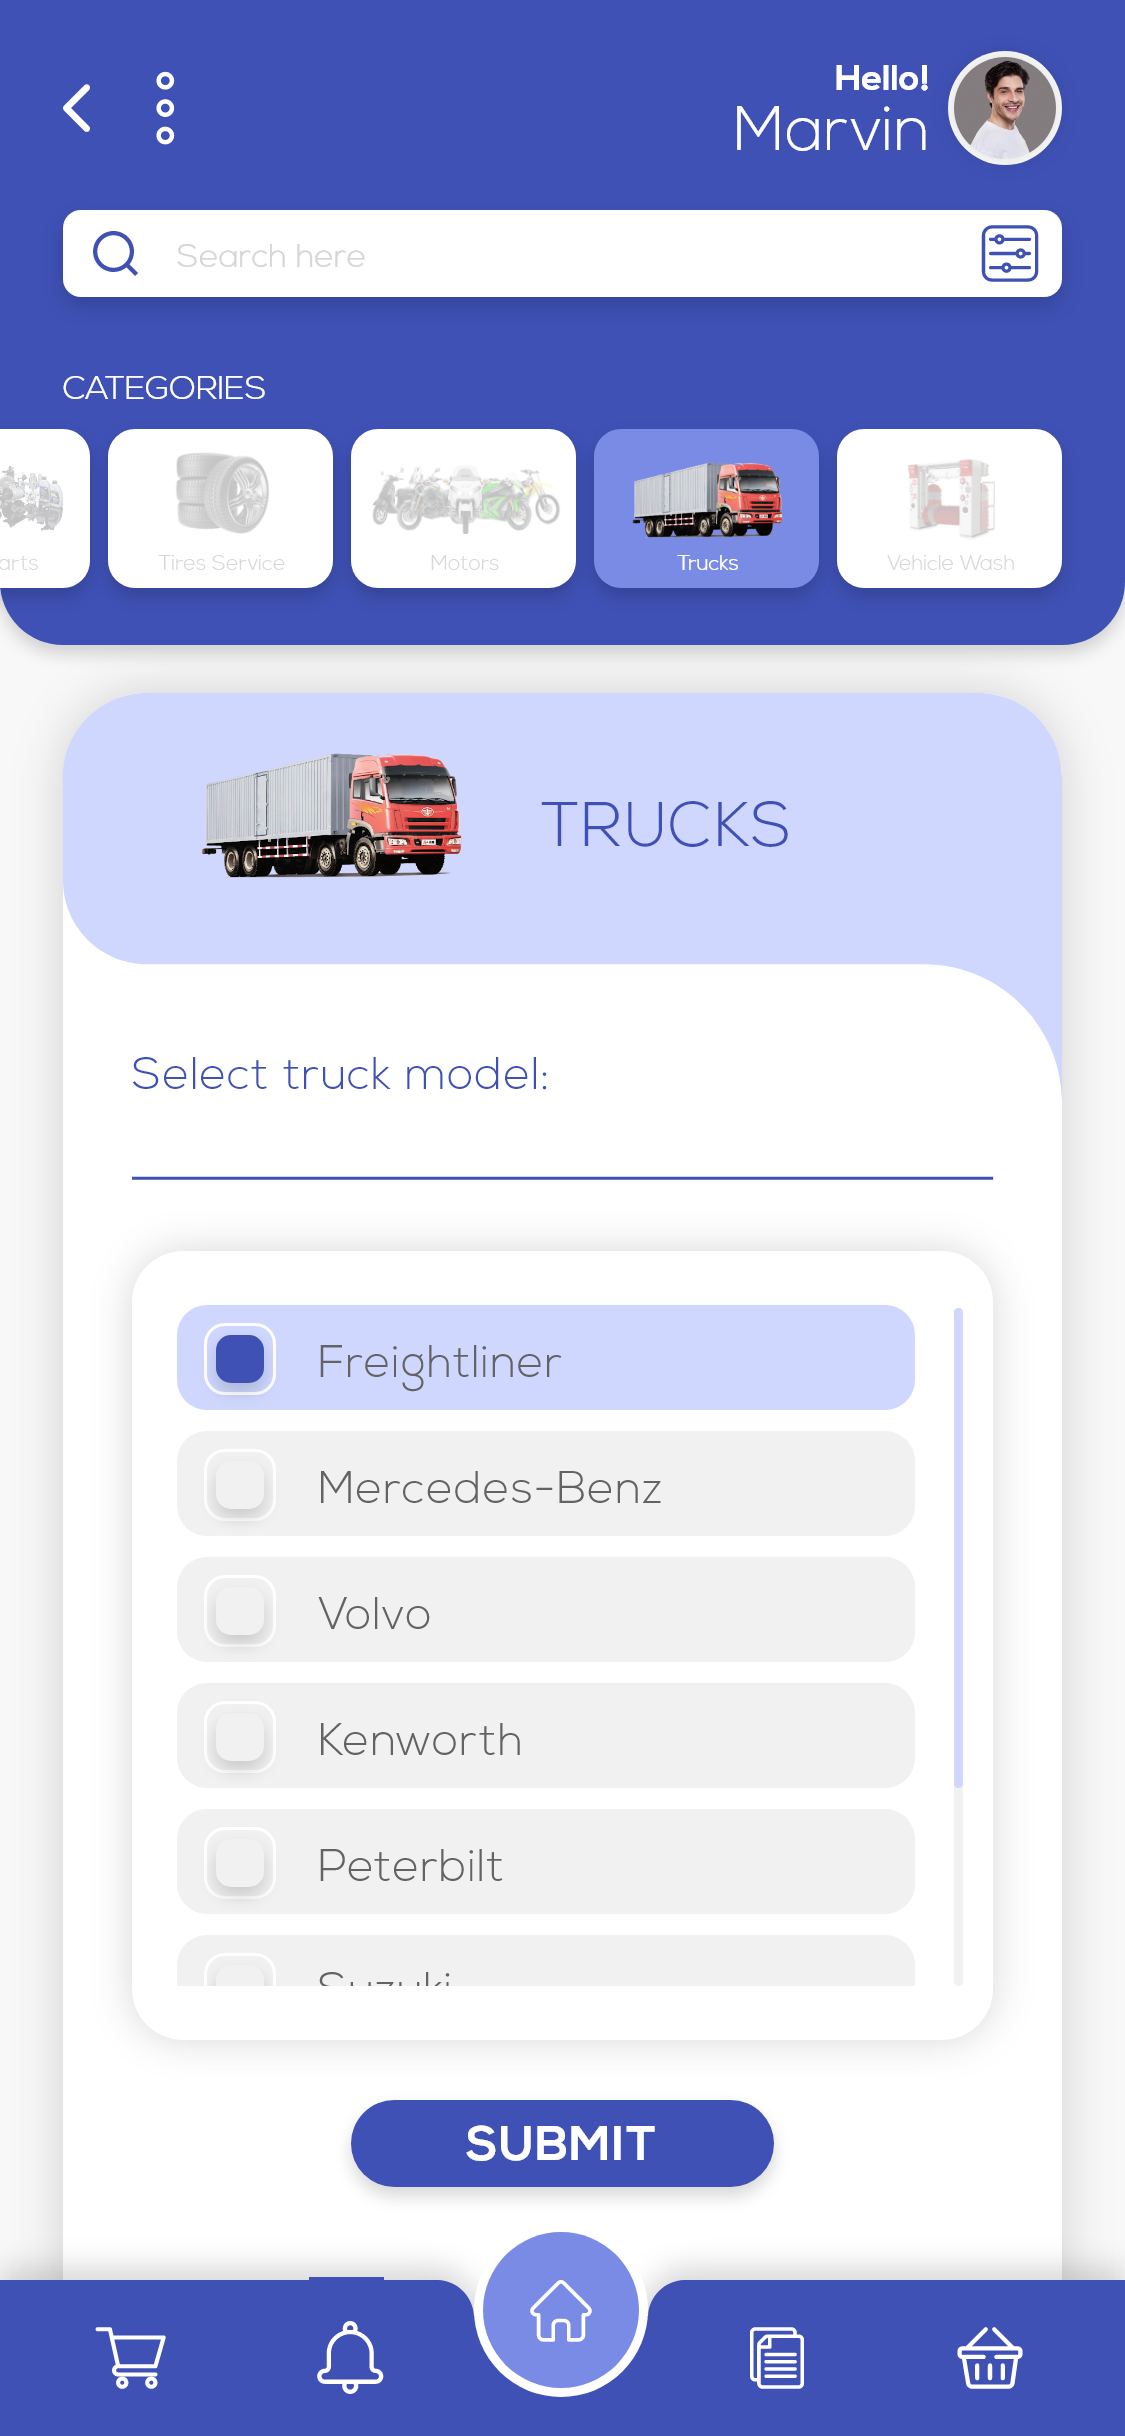 Hello!
Marvin
Search here
CATEGORIES
arts
Tires Service
Motors
Trucks
Vehicle Wash
TRUCKS
Select truck model:
Freightliner
Mercedes-Benz
Volvo
Kenworth
Peterbilt
Suzuki
SUBMIT